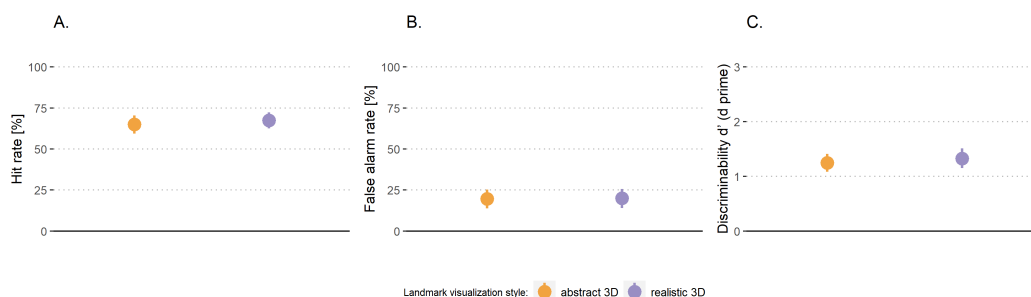 A.
B.
C.
Hit rate [%]
100
75
50
25
0
False alarm rate [%]
100
75
50
25
0
Discriminability d' (d prime)
3
2
1
0
Landmark visualization style: abstract 3D realistic 3D